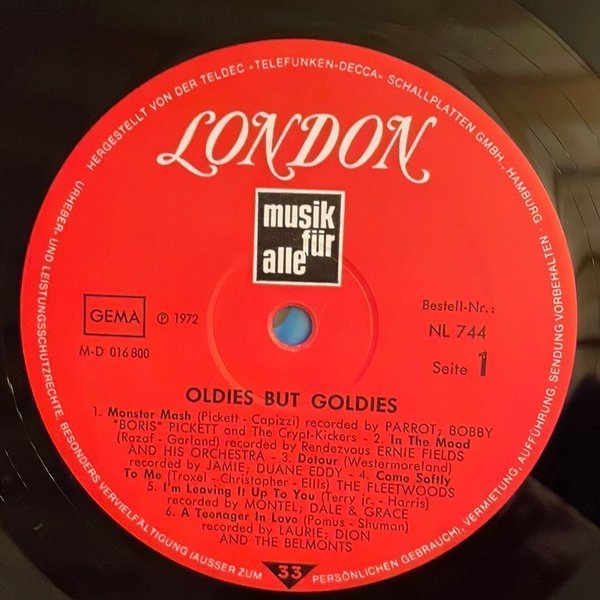 HERGESTELLT VON DER TELDEC »TELEFUNKEN-DECCA« SCHALLPLATTEN GMBH., HAMBURG ·
URHEBER- UND LEISTUNGSSCHUTZRECHTE, BESONDERS VERVIELFÄLTIGUNG (AUSSER ZUM
PERSÖNLICHEN GEBRAUCH), VERMIETUNG, AUFFÜHRUNG, SENDUNG VORBEHALTEN
LONDON
musik
für
alle
GEMA
℗ 1972
M-D 016 800
Bestell-Nr.:
NL 744
Seite 1
OLDIES BUT GOLDIES
1. Monster Mash (Pickett - Capizzi) recorded by PARROT; BOBBY
"BORIS" PICKETT and The Crypt-Kickers - 2. In The Mood
(Razaf - Garland) recorded by Rendezvous ERNIE FIELDS
AND HIS ORCHESTRA - 3. Detour (Westermoreland)
recorded by JAMIE; DUANE EDDY - 4. Come Softly
To Me (Troxel - Christopher - Ellis) THE FLEETWOODS
5. I'm Leaving It Up To You (Terry jr. - Harris)
recorded by MONTEL; DALE & GRACE
6. A Teenager In Love (Pomus - Shuman)
recorded by LAURIE; DION
AND THE BELMONTS
33